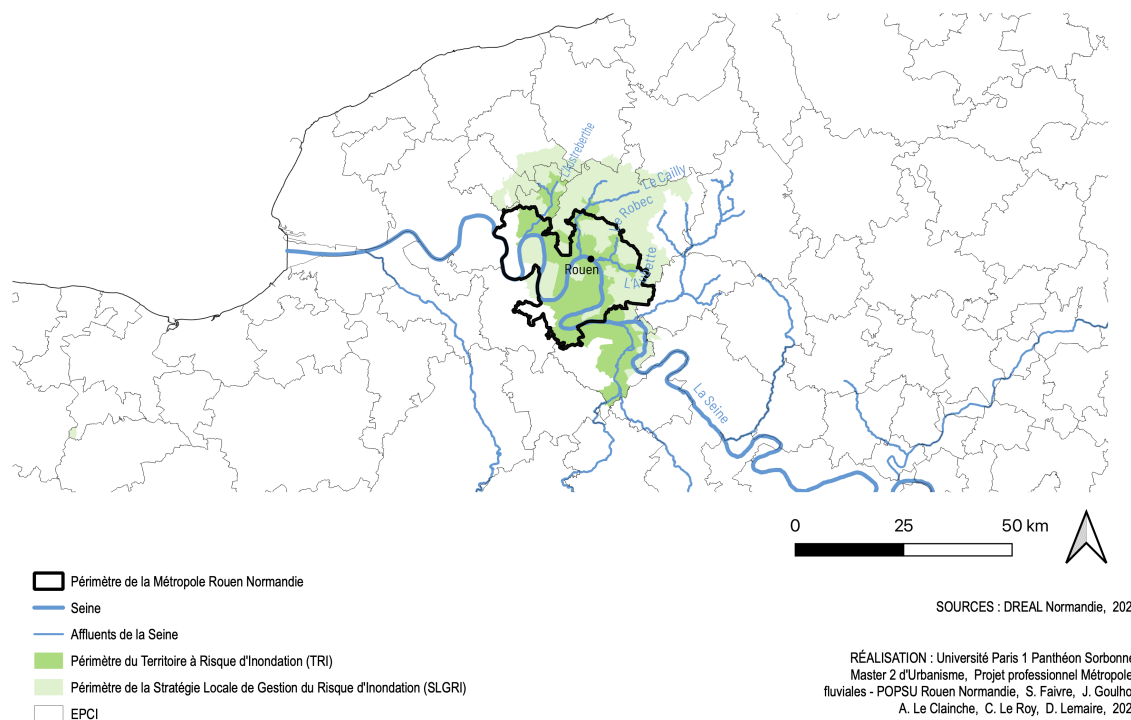 L'Austreberthe
Le Cailly
Le Robec
Rouen
L'Aubette
La Seine
0 25 50 km
Périmètre de la Métropole Rouen Normandie
Seine
Affluents de la Seine
Périmètre du Territoire à Risque d'Inondation (TRI)
Périmètre de la Stratégie Locale de Gestion du Risque d'Inondation (SLGRI)
EPCI
SOURCES : DREAL Normandie, 202
RÉALISATION : Université Paris 1 Panthéon Sorbonne
Master 2 d'Urbanisme, Projet professionnel Métropole
fluviales - POPSU Rouen Normandie, S. Faivre, J. Goulho
A. Le Clainche, C. Le Roy, D. Lemaire, 202